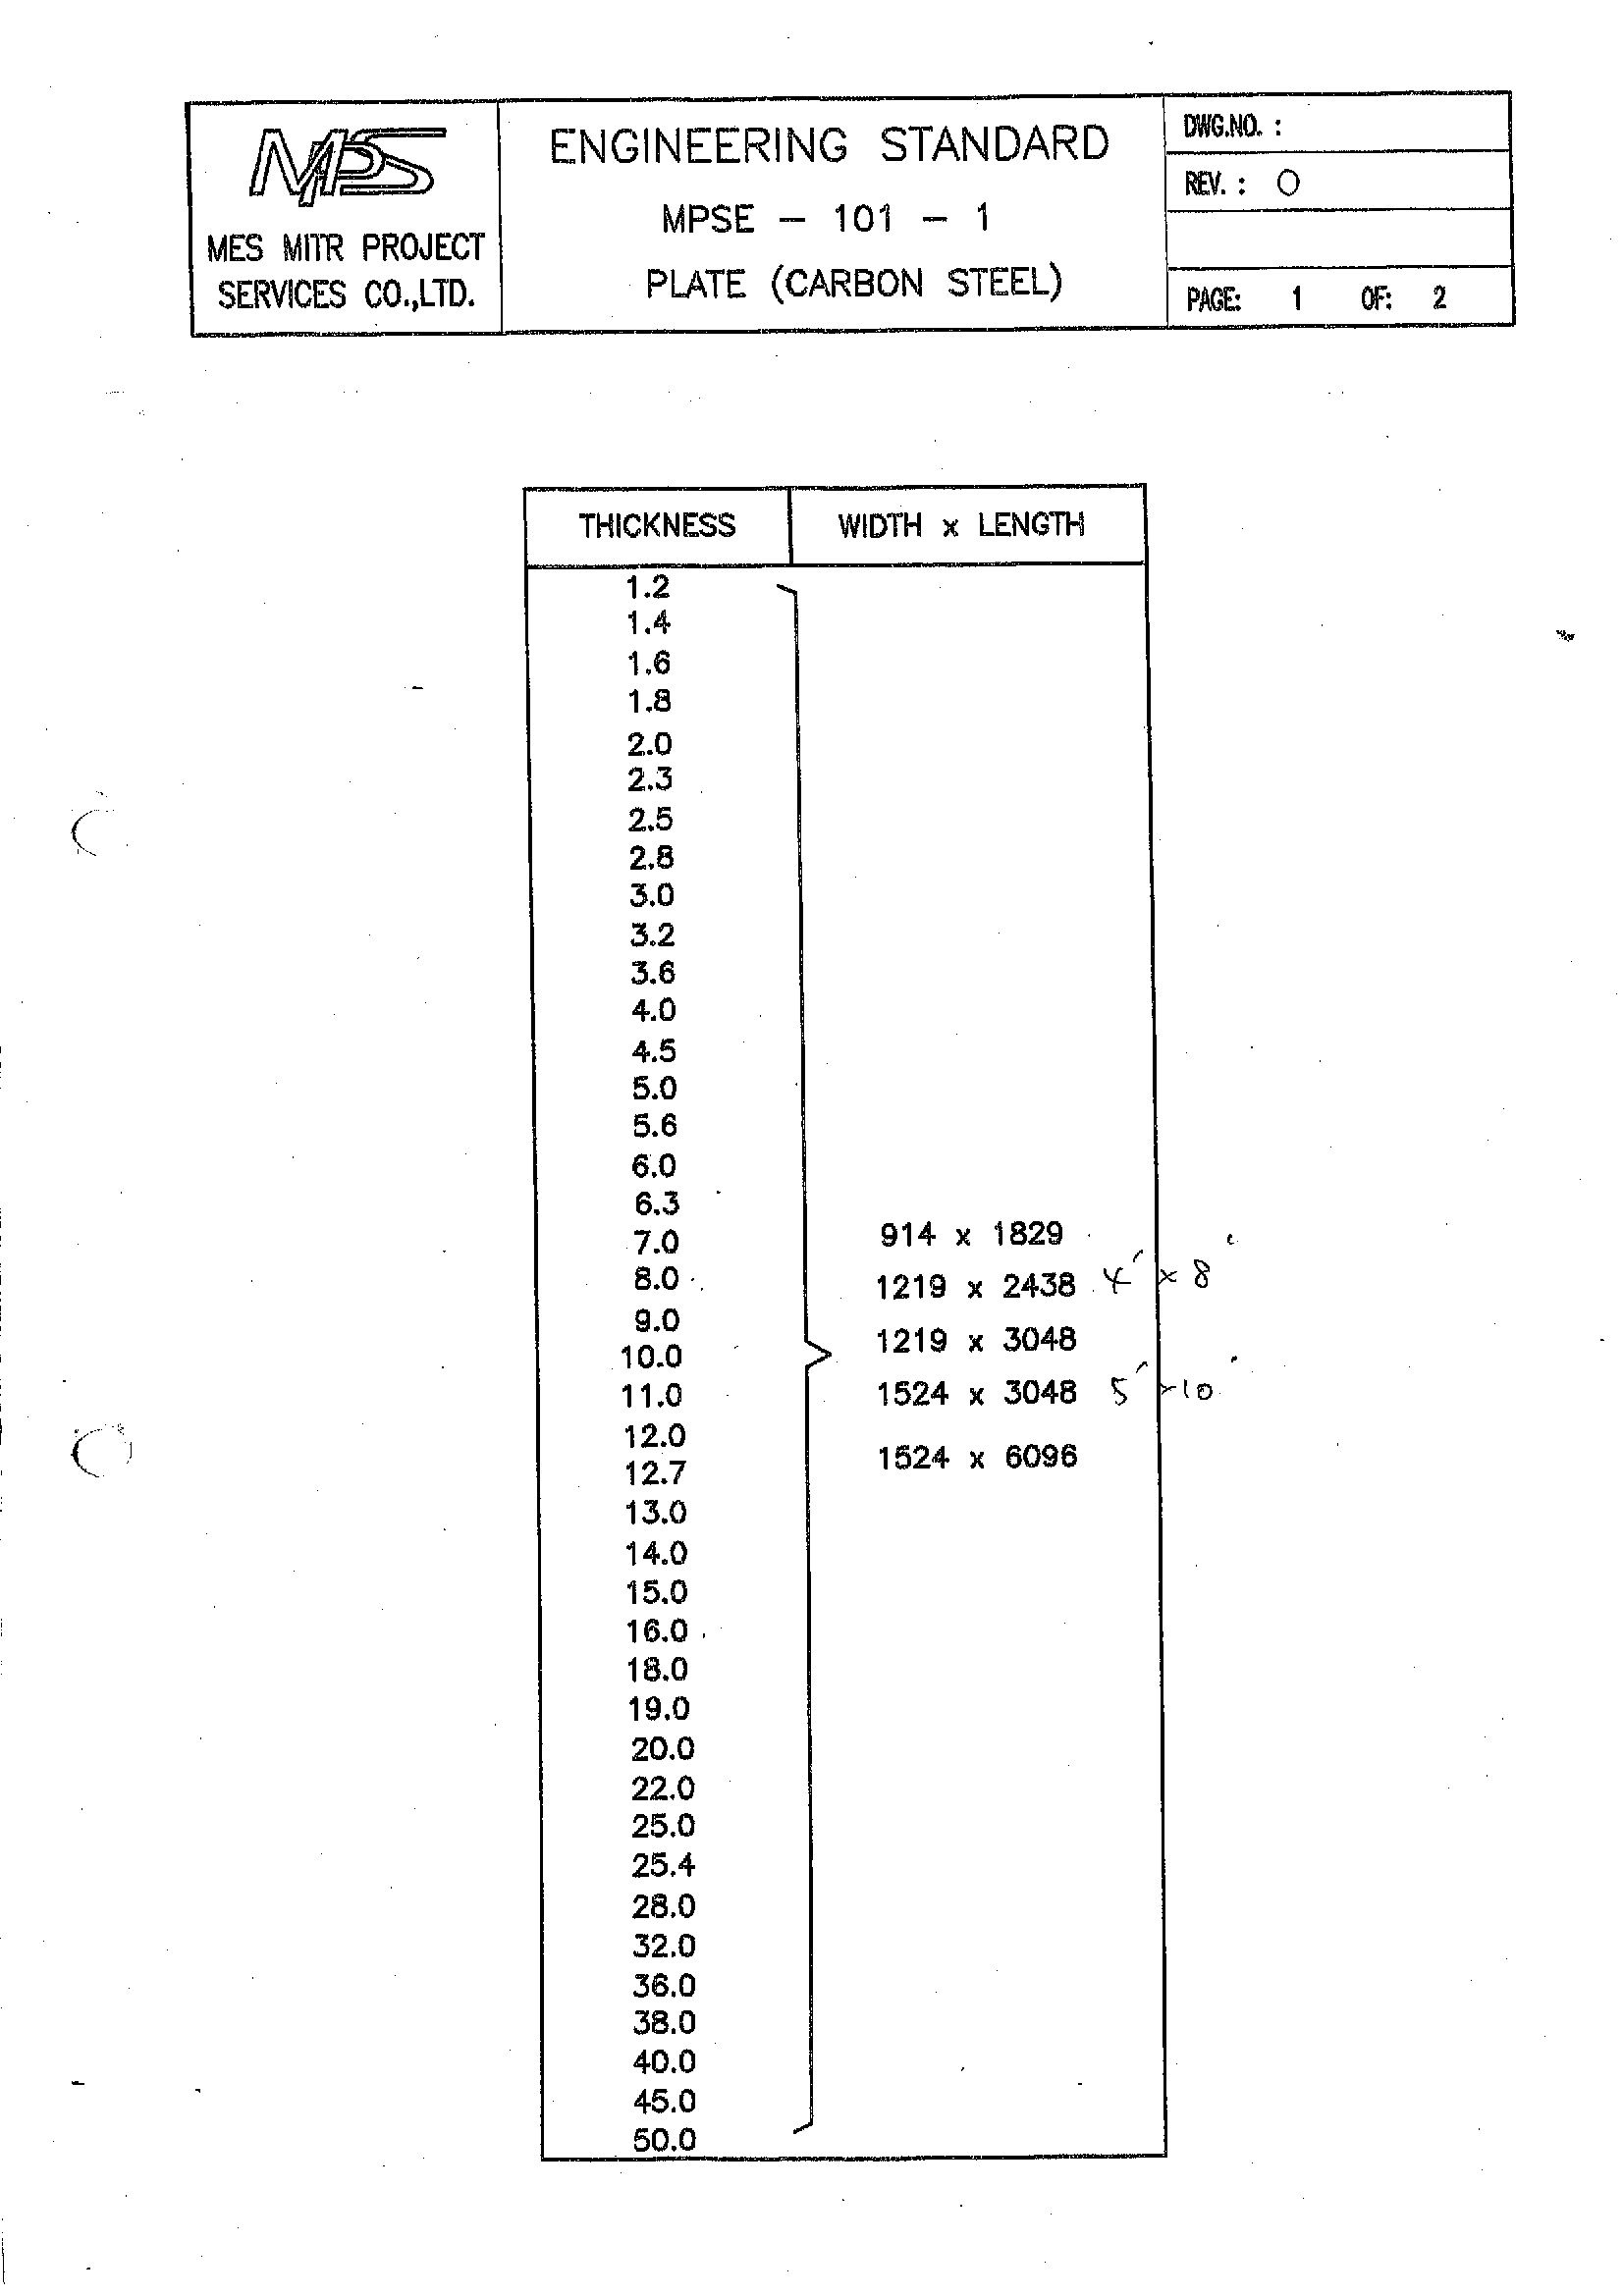 MPS
MES MITR PROJECT
SERVICES CO.,LTD.
ENGINEERING STANDARD
MPSE - 101 - 1
PLATE (CARBON STEEL)
DWG.NO. :
REV. : 0
PAGE: 1 OF: 2
THICKNESS WIDTH x LENGTH
1.2
1.4
1.6
1.8
2.0
2.3
2.5
2.8
3.0
3.2
3.6
4.0
4.5
5.0
5.6
6.0
6.3
7.0
8.0
9.0
10.0
11.0
12.0
12.7
13.0
14.0
15.0
16.0
18.0
19.0
20.0
22.0
25.0
25.4
28.0
32.0
36.0
38.0
40.0
45.0
50.0
914 x 1829
1219 x 2438 4' x 8'
1219 x 3048
1524 x 3048 5' x 10'
1524 x 6096